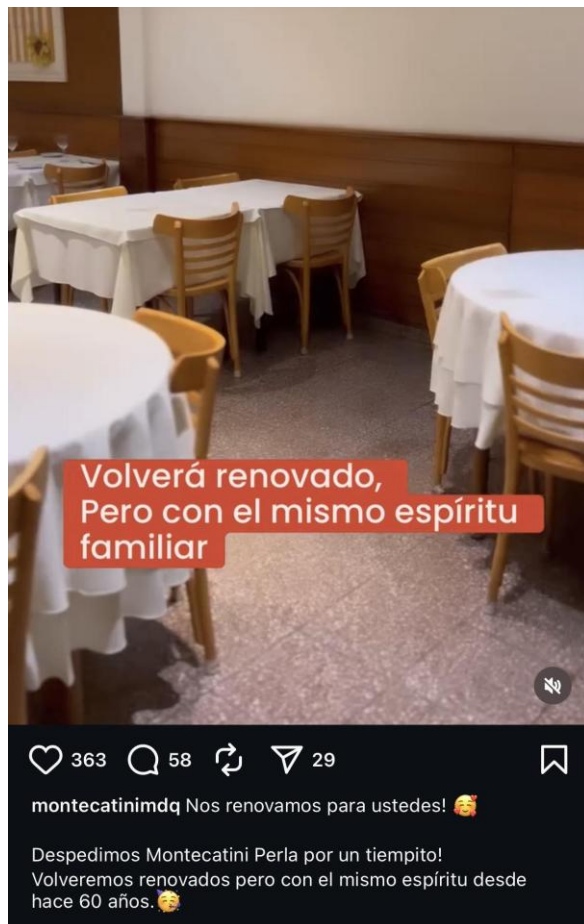 Volverá renovado,
Pero con el mismo espíritu
familiar
363 58 29
montecatinimdq Nos renovamos para ustedes! 🥰
Despedimos Montecatini Perla por un tiempito!
Volveremos renovados pero con el mismo espíritu desde
hace 60 años.🥳